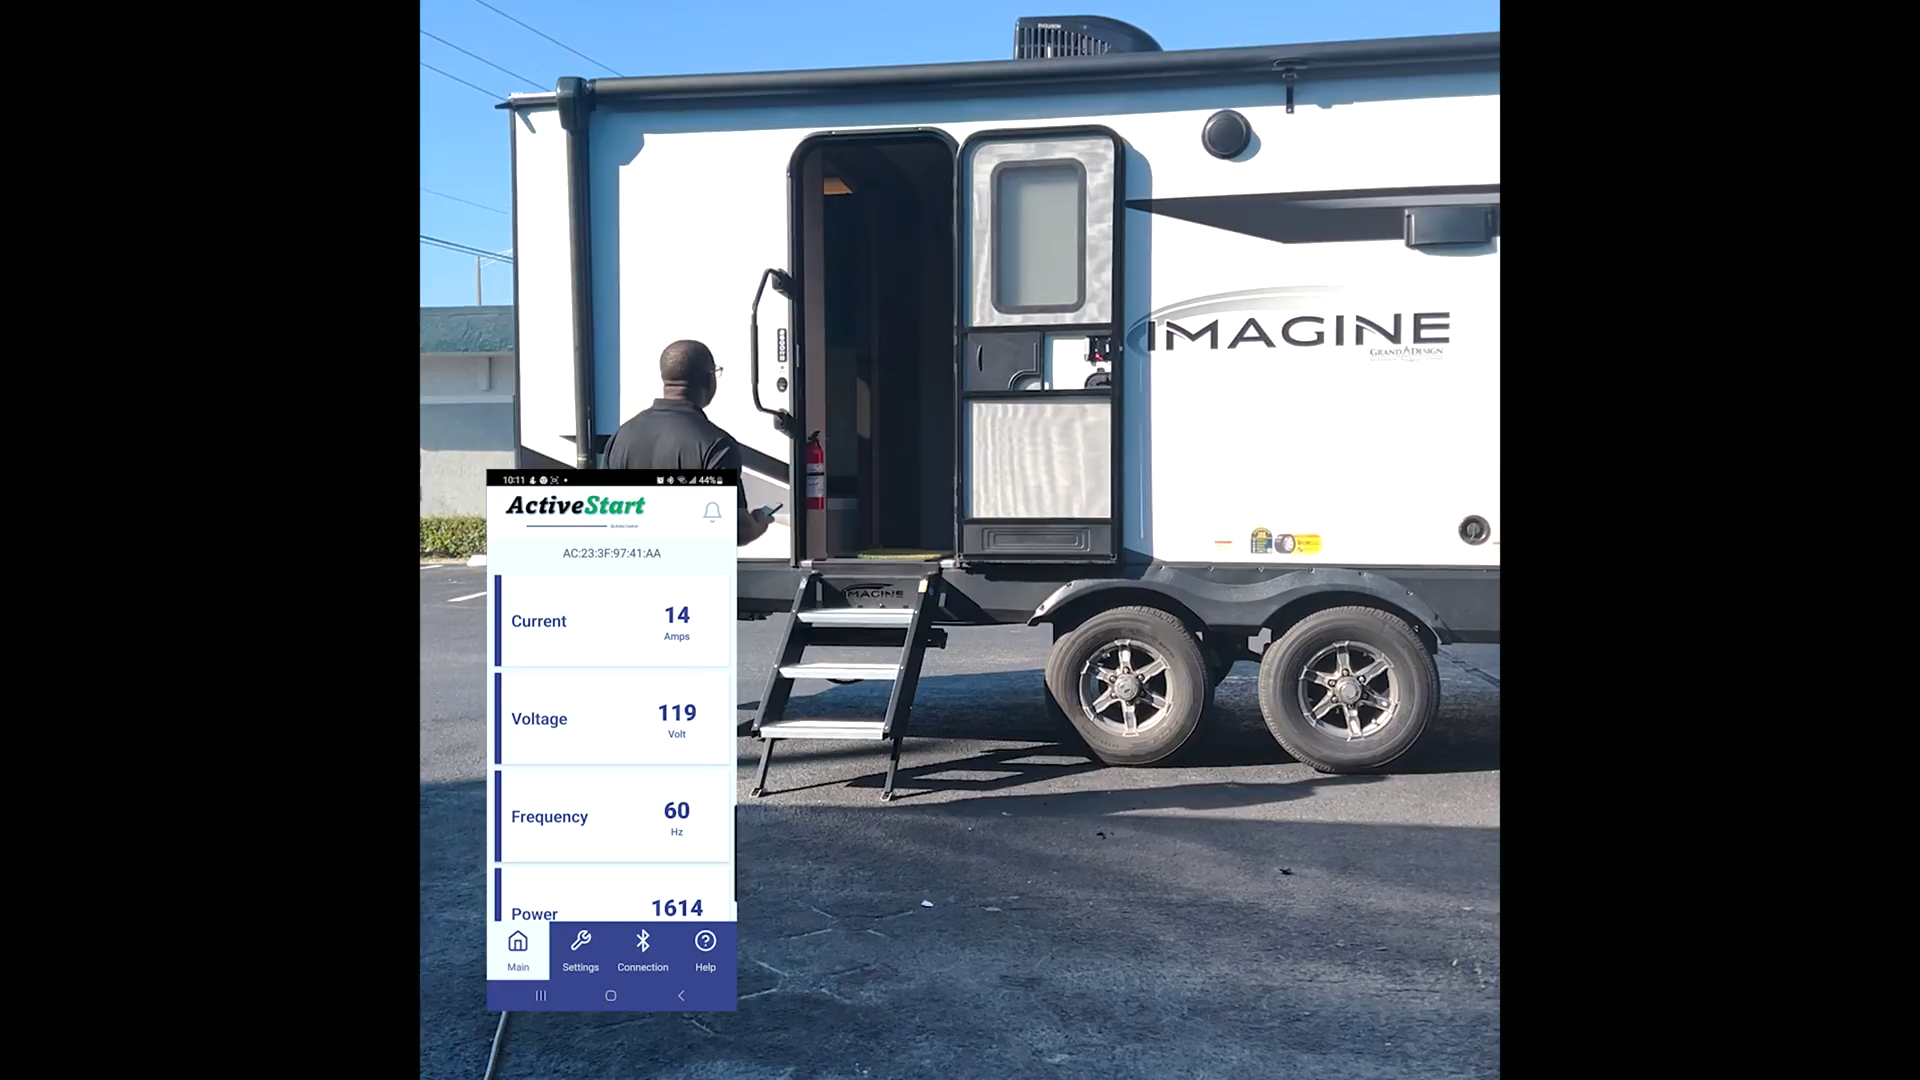 EVOLUTION
IMAGINE
GRAND DESIGN
IMAGINE
10:11
44%
ActiveStart
AC:23:3F:97:41:AA
Current
14
Amps
Voltage
119
Volt
Frequency
60
Hz
Power
1614
Main
Settings
Connection
Help